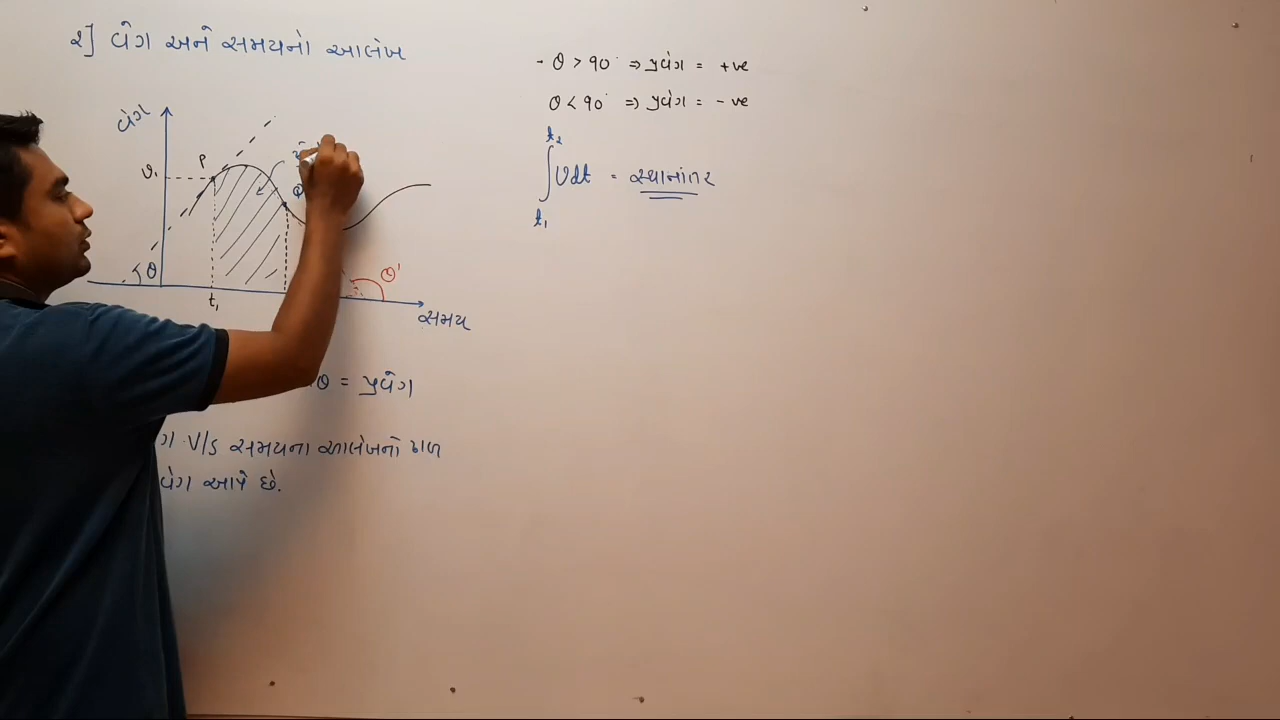 ૨] વેગ અને સમયનો આલેખ
વેગ
v₁
P
Q
θ
t₁
θ'
સમય
θ = પ્રવેગ
ગ v/s સમયના આલેખનો ઢાળ
વેગ આપે છે.
- θ > 90° ⇒ પ્રવેગ = +ve
θ < 90° ⇒ પ્રવેગ = - ve
t₂
∫ Vdt = સ્થાનાંતર
t₁